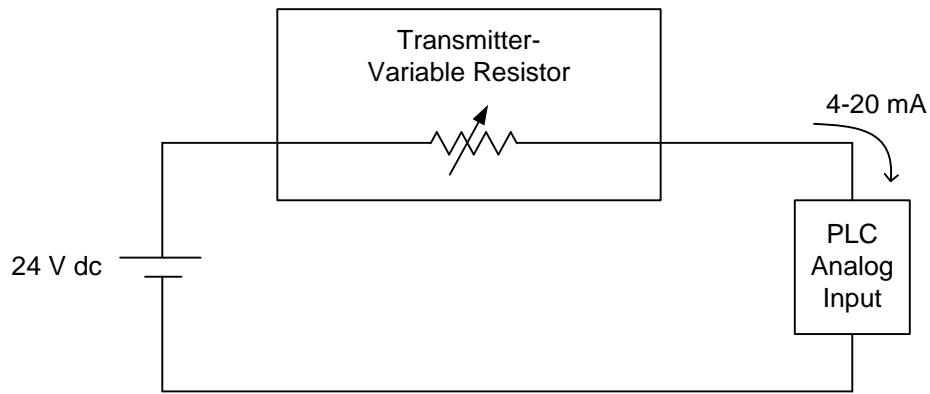 Transmitter-
Variable Resistor
4-20 mA
24 V dc
PLC
Analog
Input